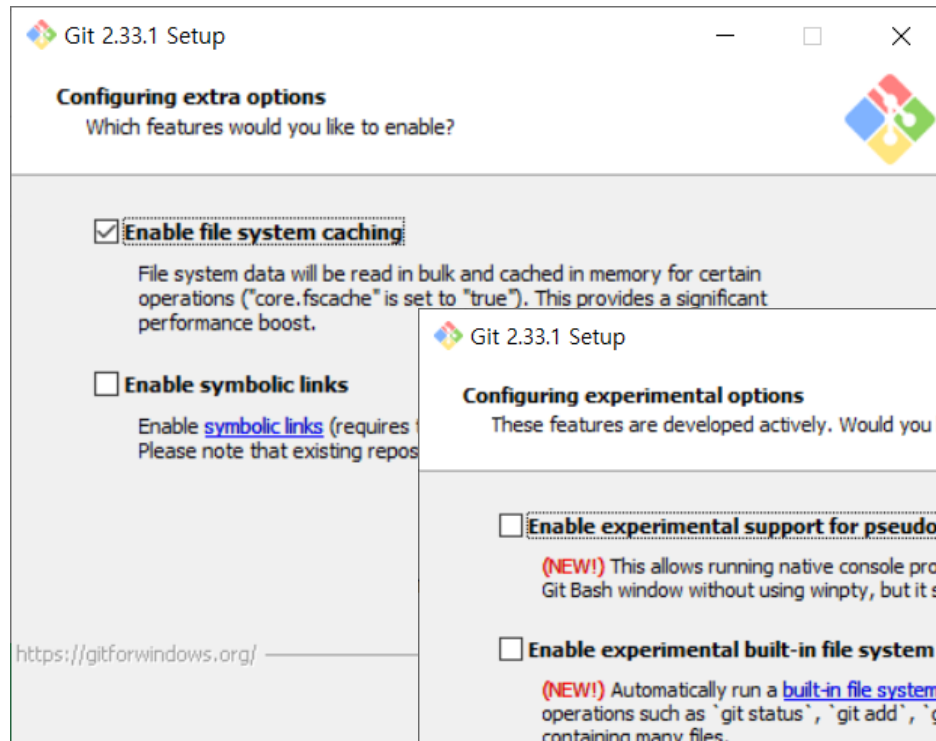 Git 2.33.1 Setup
Configuring extra options
Which features would you like to enable?
Enable file system caching
File system data will be read in bulk and cached in memory for certain
operations ("core.fscache" is set to "true"). This provides a significant
performance boost.
Enable symbolic links
Enable symbolic links (requires
Please note that existing repos
https://gitforwindows.org/
Git 2.33.1 Setup
Configuring experimental options
These features are developed actively. Would you
Enable experimental support for pseudo
(NEW!) This allows running native console pro
Git Bash window without using winpty, but it s
Enable experimental built-in file system
(NEW!) Automatically run a built-in file system
operations such as `git status`, `git add`, `g
containing many files.